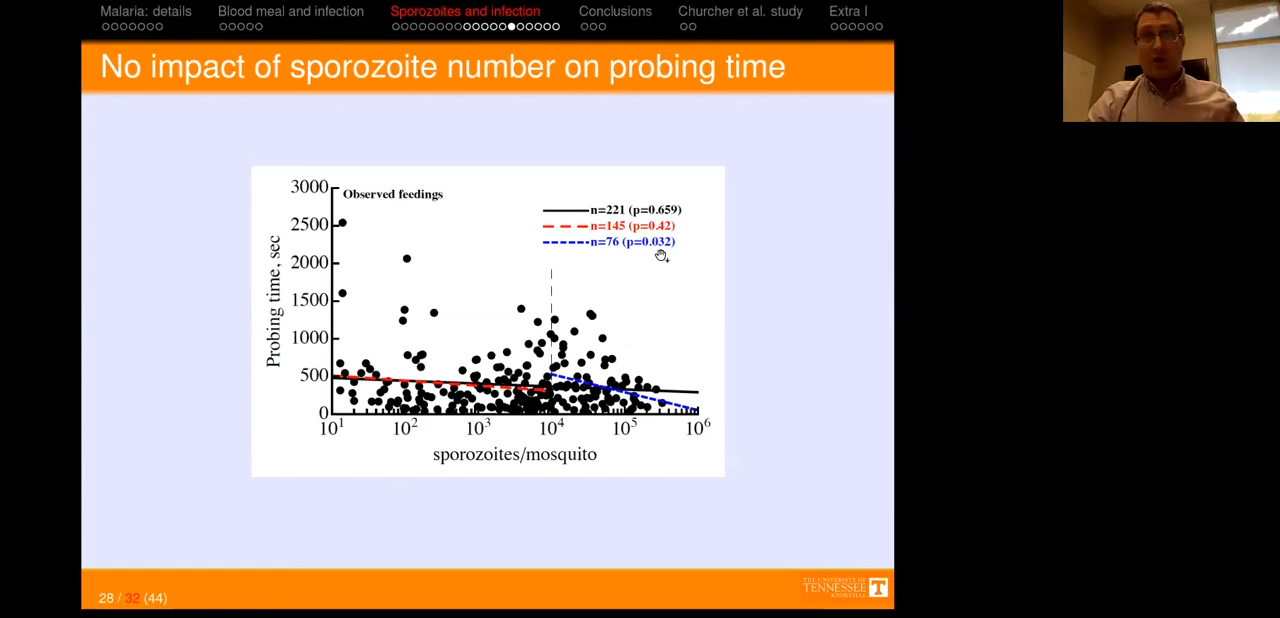 Malaria: details Blood meal and infection Sporozoites and infection Conclusions Churcher et al. study Extra I
No impact of sporozoite number on probing time
Observed feedings
n=221 (p=0.659)
n=145 (p=0.42)
n=76 (p=0.032)
Probing time, sec
3000
2500
2000
1500
1000
500
0
10¹ 10² 10³ 10⁴ 10⁵ 10⁶
sporozoites/mosquito
28 / 32 (44)
THE UNIVERSITY OF
TENNESSEE
KNOXVILLE
T